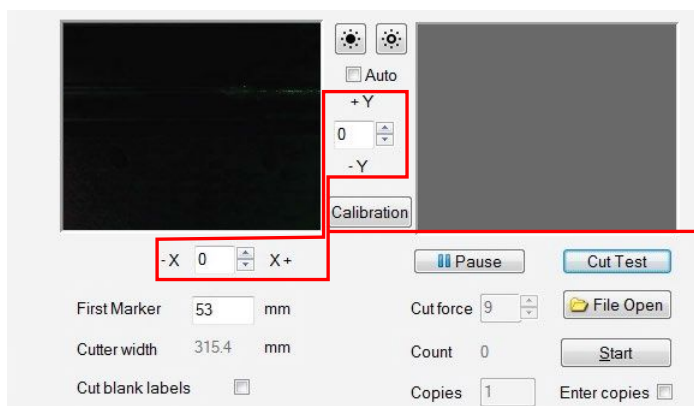 Auto
+ Y
0
- Y
Calibration
- X 0 X +
Pause
Cut Test
First Marker 53 mm
Cut force 9
File Open
Cutter width 315.4 mm
Count 0
Start
Cut blank labels
Copies 1
Enter copies